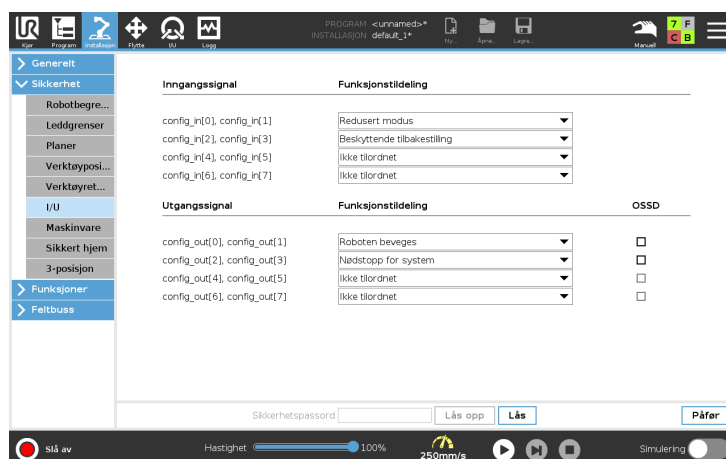 UR
PROGRAM <unnamed>*
INSTALLASJON default_1*
7 F
C B
Kjør Program Installasjon Flytte I/U Logg Ny... Åpne... Lagre... Manuell
Generelt
Sikkerhet
Robotbegre...
Leddgrenser
Planer
Verktøyposi...
Verktøyret...
I/U
Maskinvare
Sikkert hjem
3-posisjon
Funksjoner
Feltbuss
Inngangssignal Funksjonstildeling
config_in[0], config_in[1] Redusert modus
config_in[2], config_in[3] Beskyttende tilbakestilling
config_in[4], config_in[5] Ikke tilordnet
config_in[6], config_in[7] Ikke tilordnet
Utgangssignal Funksjonstildeling OSSD
config_out[0], config_out[1] Roboten beveges
config_out[2], config_out[3] Nødstopp for system
config_out[4], config_out[5] Ikke tilordnet
config_out[6], config_out[7] Ikke tilordnet
Sikkerhetspassord Lås opp Lås Påfør
Slå av Hastighet 100% 250mm/s Simulering